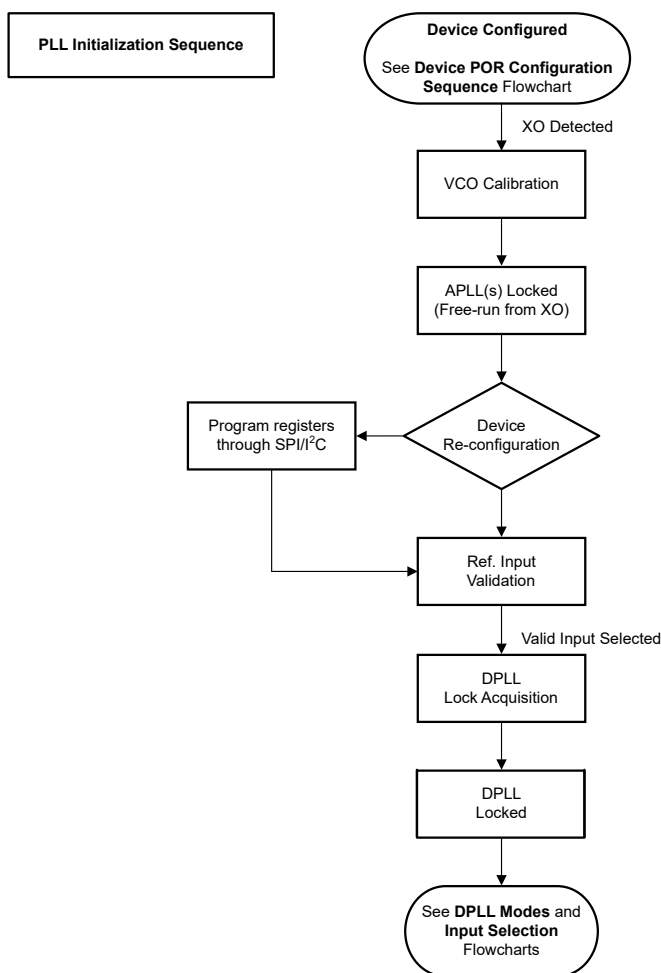 PLL Initialization Sequence
Device Configured
See Device POR Configuration
Sequence Flowchart
XO Detected
VCO Calibration
APLL(s) Locked
(Free-run from XO)
Device
Re-configuration
Program registers
through SPI/I²C
Ref. Input
Validation
Valid Input Selected
DPLL
Lock Acquisition
DPLL
Locked
See DPLL Modes and
Input Selection
Flowcharts